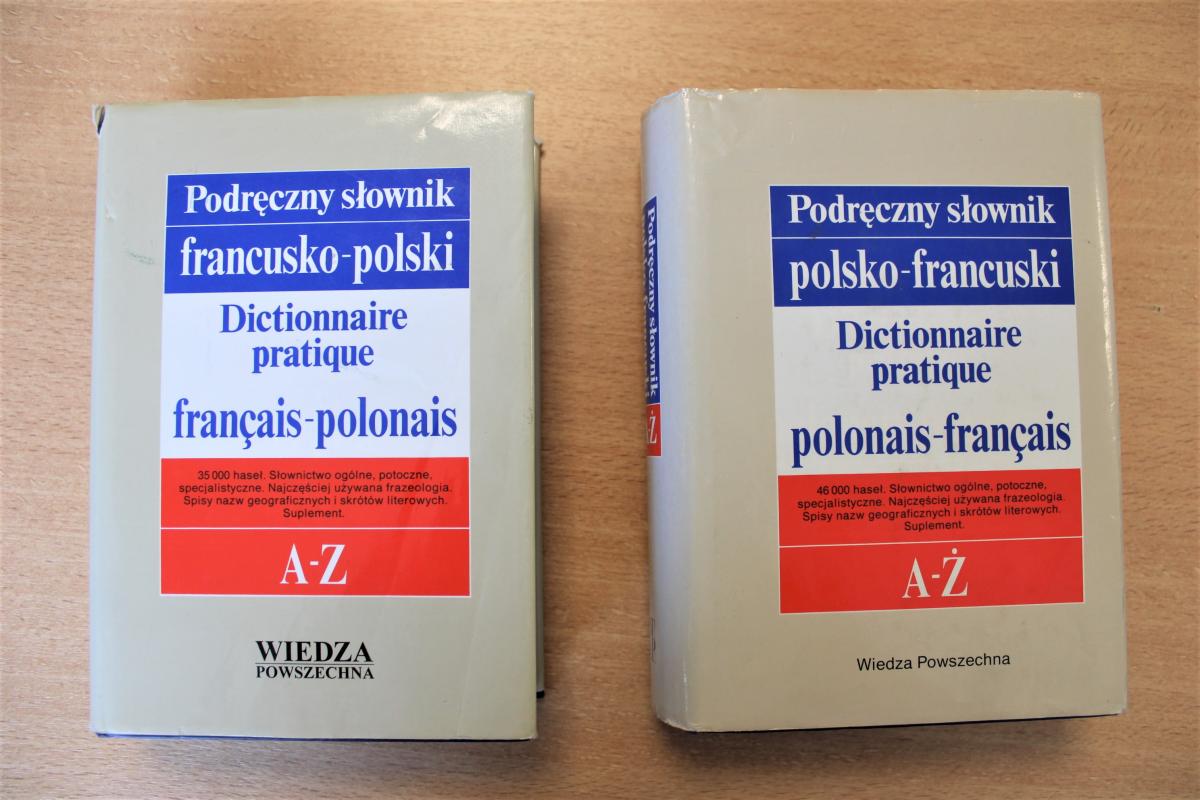 Podręczny słownik
francusko-polski
Dictionnaire
pratique
français-polonais
35 000 haseł. Słownictwo ogólne, potoczne,
specjalistyczne. Najczęściej używana frazeologia.
Spisy nazw geograficznych i skrótów literowych.
Suplement.
A-Z
WIEDZA
POWSZECHNA
Podręczny słownik
A-Ż
Podręczny słownik
polsko-francuski
Dictionnaire
pratique
polonais-français
46 000 haseł. Słownictwo ogólne, potoczne,
specjalistyczne. Najczęściej używana frazeologia.
Spisy nazw geograficznych i skrótów literowych.
Suplement.
A-Ż
Wiedza Powszechna